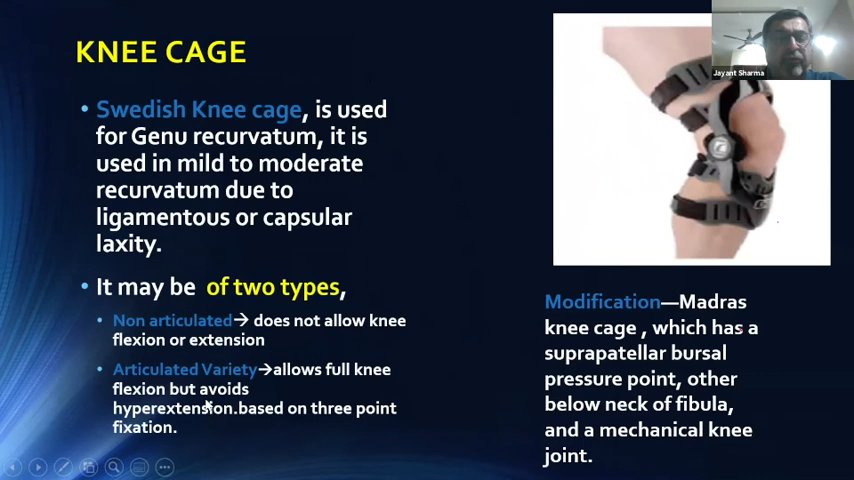 KNEE CAGE
Jayant Sharma
• Swedish Knee cage, is used
for Genu recurvatum, it is
used in mild to moderate
recurvatum due to
ligamentous or capsular
laxity.
• It may be of two types,
• Non articulated→ does not allow knee
flexion or extension
• Articulated Variety→allows full knee
flexion but avoids
hyperextension.based on three point
fixation.
Modification—Madras
knee cage , which has a
suprapatellar bursal
pressure point, other
below neck of fibula,
and a mechanical knee
joint.